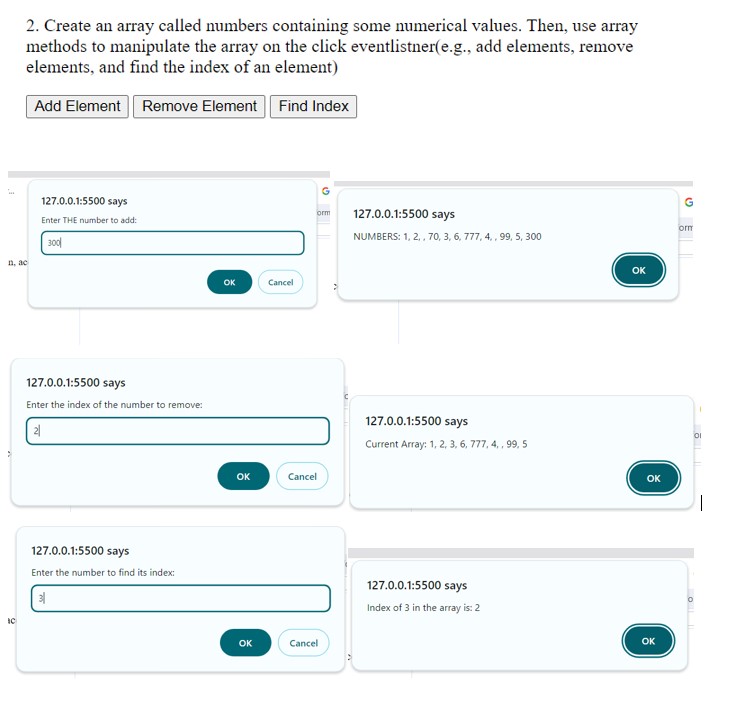 2. Create an array called numbers containing some numerical values. Then, use array
methods to manipulate the array on the click eventlistner(e.g., add elements, remove
elements, and find the index of an element)
Add Element Remove Element Find Index
127.0.0.1:5500 says
Enter THE number to add:
300
OK Cancel
127.0.0.1:5500 says
NUMBERS: 1, 2, , 70, 3, 6, 777, 4, , 99, 5, 300
OK
127.0.0.1:5500 says
Enter the index of the number to remove:
2
OK Cancel
127.0.0.1:5500 says
Current Array: 1, 2, 3, 6, 777, 4, , 99, 5
OK
127.0.0.1:5500 says
Enter the number to find its index:
3
OK Cancel
127.0.0.1:5500 says
Index of 3 in the array is: 2
OK